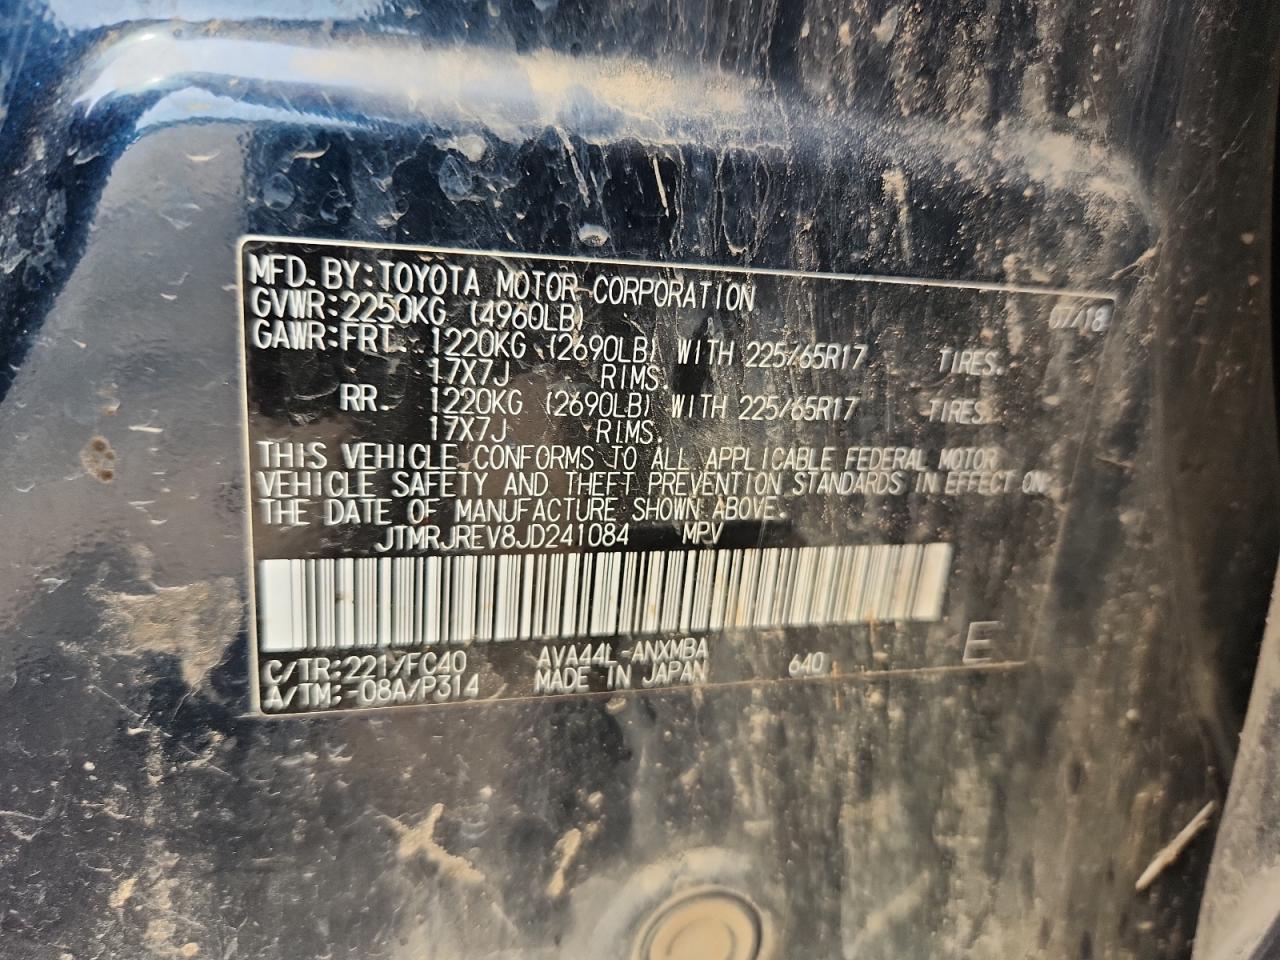 MFD.BY:TOYOTA MOTOR CORPORATION 07/18
GVWR:2250KG (4960LB)
GAWR:FRT. 1220KG (2690LB) WITH 225/65R17 TIRES.
17X7J RIMS.
RR. 1220KG (2690LB) WITH 225/65R17 TIRES.
17X7J RIMS.
THIS VEHICLE CONFORMS TO ALL APPLICABLE FEDERAL MOTOR
VEHICLE SAFETY AND THEFT PREVENTION STANDARDS IN EFFECT ON
THE DATE OF MANUFACTURE SHOWN ABOVE.
JTMRJREV8JD241084 MPV
C/TR:221/FC40 AVA44L-ANXMBA 640 E
A/TM:-08A/P314 MADE IN JAPAN